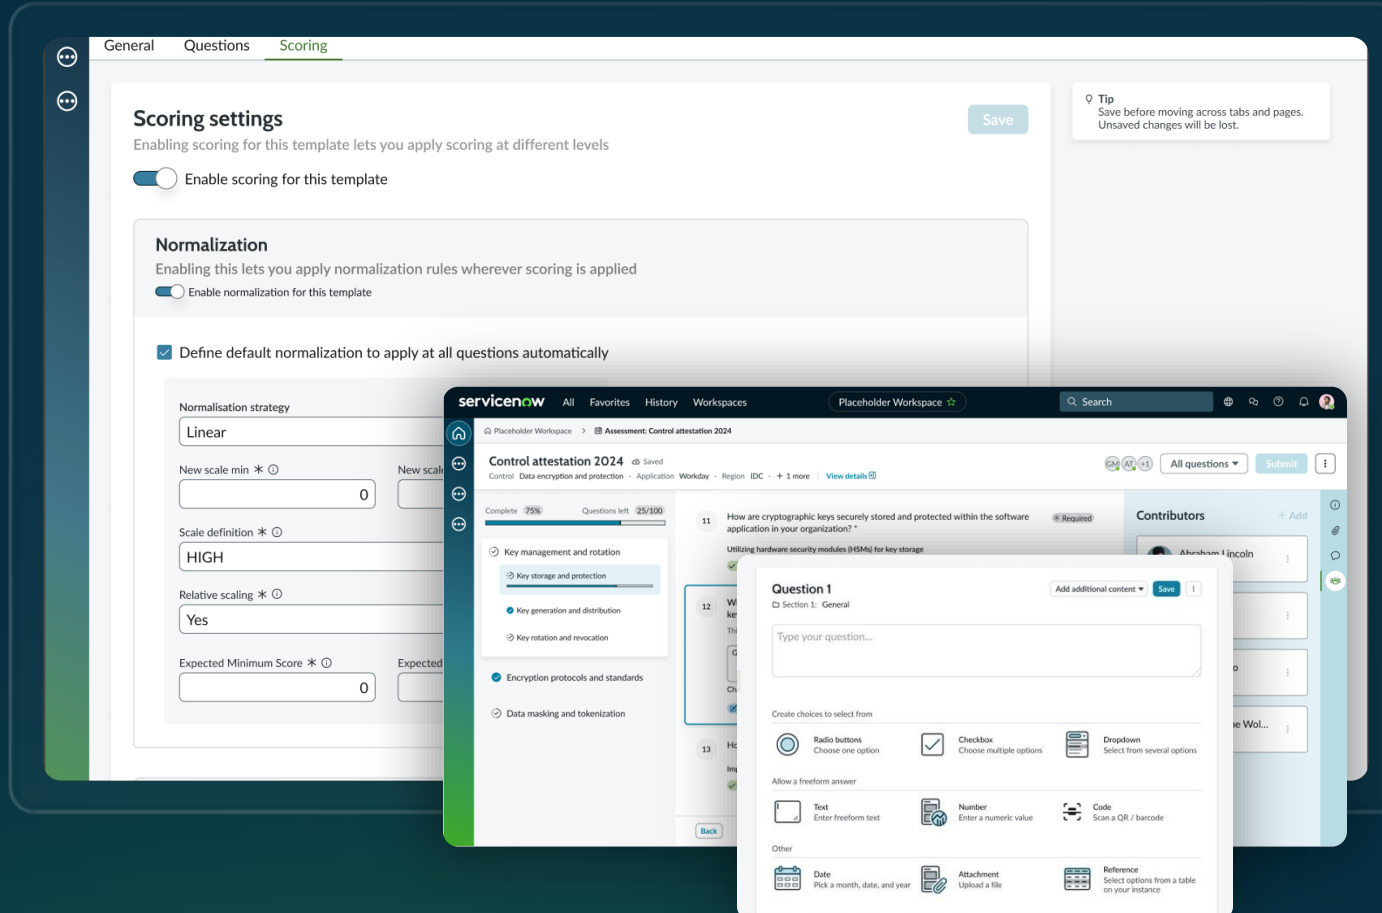 General Questions Scoring
Scoring settings
Save
Enabling scoring for this template lets you apply scoring at different levels
Enable scoring for this template
Tip
Save before moving across tabs and pages.
Unsaved changes will be lost.
Normalization
Enabling this lets you apply normalization rules wherever scoring is applied
Enable normalization for this template
Define default normalization to apply at all questions automatically
Normalisation strategy
Linear
New scale min *
New scale
0
Scale definition *
HIGH
Relative scaling *
Yes
Expected Minimum Score *
Expected
0
servicenow All Favorites History Workspaces Placeholder Workspace Search
Placeholder Workspace > Assessment: Control attestation 2024
Control attestation 2024 Saved
Control Data encryption and protection · Application Workday · Region IDC · + 1 more View details
GM AT +1 All questions Submit
Complete 75% Questions left 25/100
Key management and rotation
Key storage and protection
Key generation and distribution
Key rotation and revocation
Encryption protocols and standards
Data masking and tokenization
11 How are cryptographic keys securely stored and protected within the software
application in your organization? *
* Required
Utilizing hardware security modules (HSMs) for key storage
12
13
Back
Contributors + Add
Abraham Lincoln
Question 1
Section 1: General
Add additional content Save
Type your question...
Create choices to select from
Radio buttons
Choose one option
Checkbox
Choose multiple options
Dropdown
Select from several options
Allow a freeform answer
Text
Enter freeform text
Number
Enter a numeric value
Code
Scan a QR / barcode
Other
Date
Pick a month, date, and year
Attachment
Upload a file
Reference
Select options from a table
on your instance